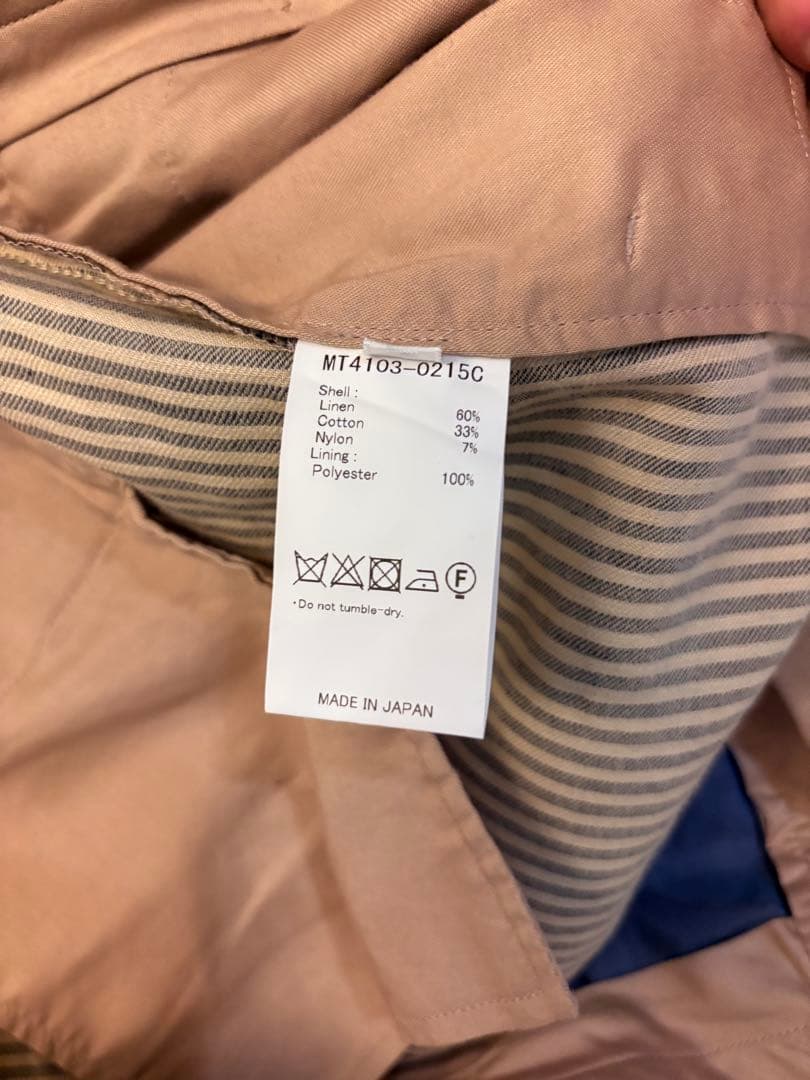 MT4103-0215C
Shell :
Linen 60%
Cotton 33%
Nylon 7%
Lining :
Polyester 100%
F
･Do not tumble-dry.
MADE IN JAPAN